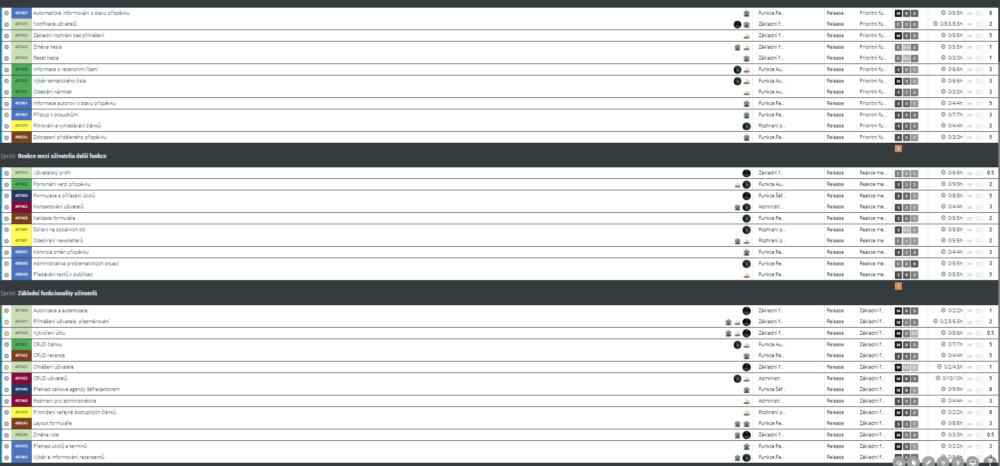 487407 Automatické informování o stavu příspěvku Funkce Re... Release Prioritní fu... M 8 5 0/5/5h 8
487415 Notifikace uživatelů Základní f... Release Prioritní fu... C 2 2 0/8.5/8.5h 2
487416 Základní rozhraní bez přihlášení Základní f... Release Prioritní fu... M 5 2 0/5/5h 5
487423 Změna hesla Základní f... Release Prioritní fu... C 0.5 2 0/5/5h 1
487424 Reset hesla Základní f... Release Prioritní fu... C 0.5 2 0/3/3h 1
487428 Informace o recenzním řízení Funkce Au... Release Prioritní fu... S 2 1 0/6/6h 3
487429 Výběr tematického čísla Funkce Au... Release Prioritní fu... M 3 1 0/6/6h 3
487431 Odeslání námitek Funkce Au... Release Prioritní fu... S 2 2 0/3/3h 3
487461 Informace autorovi o stavu příspěvku Funkce Re... Release Prioritní fu... S 5 1 0/4/4h 5
487467 Přístup k posudkům Funkce Re... Release Prioritní fu... S 5 3 0/7/7h 3
487479 Filtrování a vyhledávání článků Rozhraní p... Release Prioritní fu... S 5 2 0/4/4h 2
488242 Zobrazení přiděleného příspěvku Funkce Re... Release Prioritní fu... S 5 1 0/3/3h 5
E
Sprint: Reakce mezi uživatelia další funkce
487414 Uživatelský profil Základní f... Release Reakce me... C 1 1 0/6/6h 0.5
487426 Porovnání verzí příspěvku Funkce Au... Release Reakce me... S 2 2 0/9/9h 2
487450 Formulace a přiřazení úkolů Funkce Šéf... Release Reakce me... S 5 1 0/8/8h 5
487462 Kontaktování uživatelů Administr... Release Reakce me... S 2 1 0/4/4h 3
487468 Validace formuláře Funkce Re... Release Reakce me... S 3 1 0/5/5h 2
487480 Sdílení na sociálních sítí Rozhraní p... Release Reakce me... S 0.5 1 0/8/8h 2
487481 Odebírání newsletterů Rozhraní p... Release Reakce me... C 1 1 0/5/5h 2
489047 Kontrola změn příspěvku Funkce Re... Release Reakce me... S 2 3 0/4/4h 3
489048 Administrativa problematických situací Funkce Re... Release Reakce me... C 2 8 0/5/5h 3
489049 Předávání textů k publikaci Funkce Re... Release Reakce me... S 8 2 0/5/5h 5
I
Sprint: Základní funkcionality uživatelů
487404 Autorizace a autentizace Základní f... Release Základní f... M 8 3 0/2/2h 1
487417 Přihlášení uživatele, přesměrování Základní f... Release Základní f... M 2 2 0/2.5/6.5h 2
487418 Vytvoření účtu Základní f... Release Základní f... M 2 0.5 0/5/6h 0.5
487421 CRUD článku Funkce Au... Release Základní f... M 8 2 0/7/7h 5
487422 CRUD recenze Funkce Re... Release Základní f... S 5 2 0/4/4h 5
487425 Ohlášení uživatele Základní f... Release Základní f... M 0.5 0 0/2/4.5h 1
487433 CRUD uživatelů Administr... Release Základní f... M 8 3 0/10/10h 5
487440 Přehled celkové agendy šéfredaktorem Funkce Šéf... Release Základní f... M 8 1 0/9/9h 8
487460 Rozhraní pro administrátora Administr... Release Základní f... S 3 2 0/4/4h 3
487478 Prohlížení veřejně dostupných článků Rozhraní p... Release Základní f... M 8 2 0/2/2h 8
488243 Layout formuláře Funkce Re... Release Základní f... S 3 1 0/8/8h 3
488246 Změna role Základní f... Release Základní f... M 2 2 0/3/3h 0.5
487476 Přehled úkolů a termínů Funkce Re... Release Základní f... M 5 1 0/2/2h 3
487463 Výběr a informování recenzentů Funkce Re... Release Základní f... 0/6/6h 3
0 0 ?